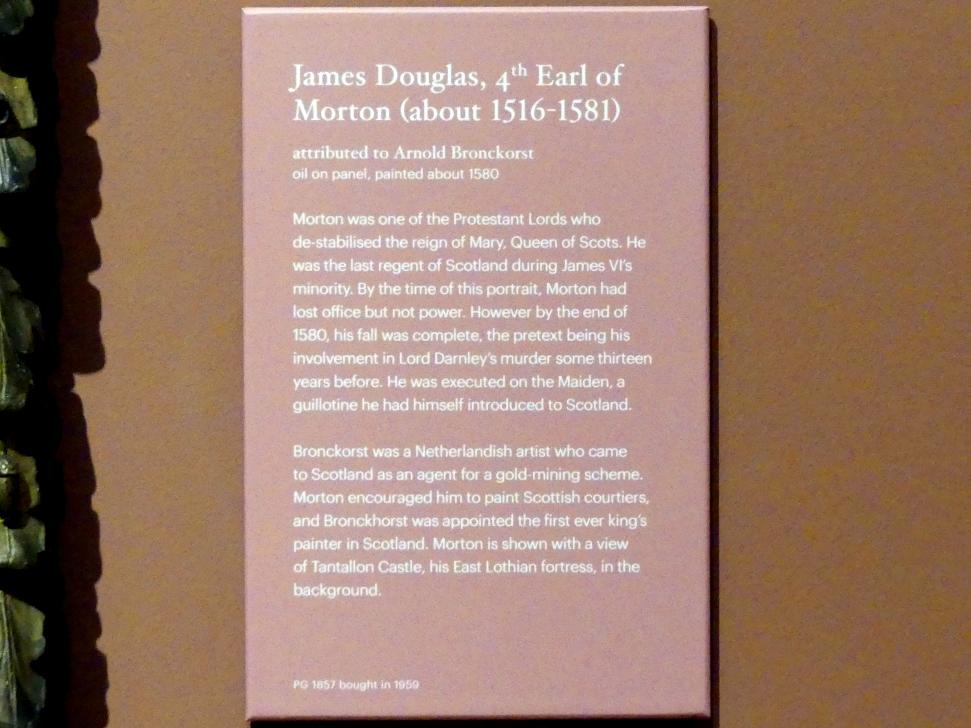 James Douglas, 4th Earl of
Morton (about 1516-1581)
attributed to Arnold Bronckorst
oil on panel, painted about 1580
Morton was one of the Protestant Lords who
de-stabilised the reign of Mary, Queen of Scots. He
was the last regent of Scotland during James VI's
minority. By the time of this portrait, Morton had
lost office but not power. However by the end of
1580, his fall was complete, the pretext being his
involvement in Lord Darnley's murder some thirteen
years before. He was executed on the Maiden, a
guillotine he had himself introduced to Scotland.
Bronckorst was a Netherlandish artist who came
to Scotland as an agent for a gold-mining scheme.
Morton encouraged him to paint Scottish courtiers,
and Bronckhorst was appointed the first ever king's
painter in Scotland. Morton is shown with a view
of Tantallon Castle, his East Lothian fortress, in the
background.
PG 1857 bought in 1959